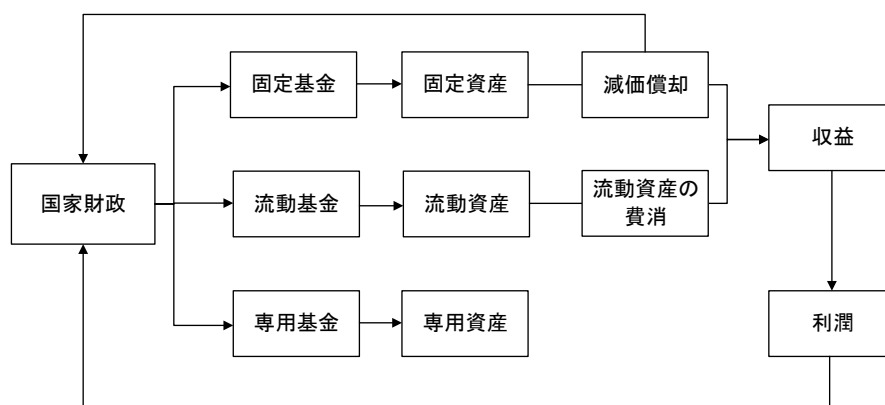 固定基金
固定資産
減価償却
収益
国家財政
流動基金
流動資産
流動資産の
費消
専用基金
専用資産
利潤